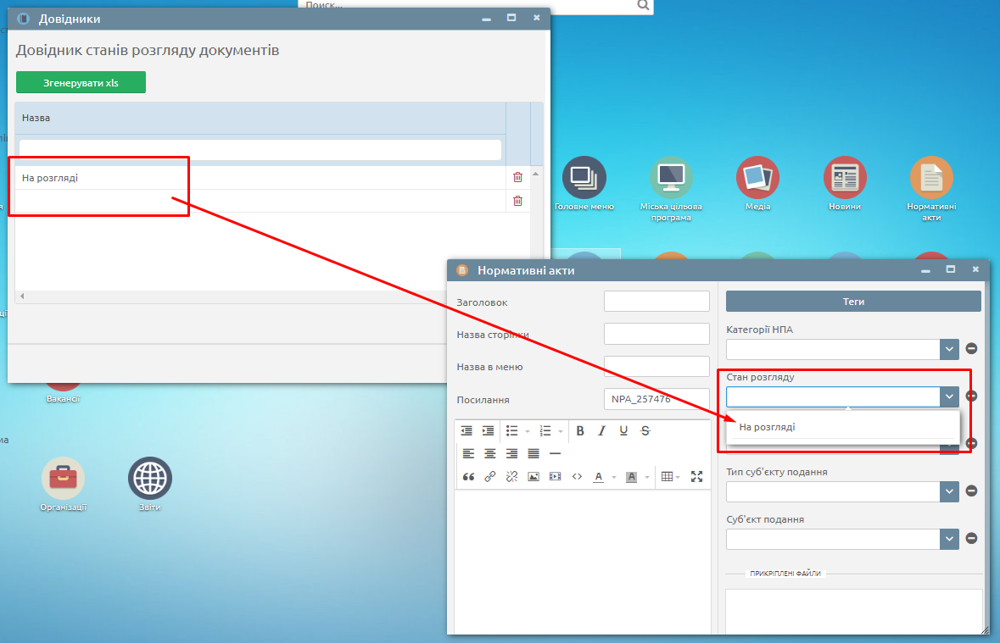 Поиск...
Довідники
Довідник станів розгляду документів
Згенерувати xls
Назва
На розгляді
Головне меню
Міська цільова
програма
Медіа
Новини
Нормативні
акти
Нормативні акти
Заголовок
Назва сторінки
Назва в меню
Посилання
NPA_257476
B I U S
A A
Теги
Категорії НПА
Стан розгляду
На розгляді
Тип суб'єкту подання
Суб'єкт подання
ПРИКРІПЛЕНІ ФАЙЛИ
Вакансії
Організації
Звіти